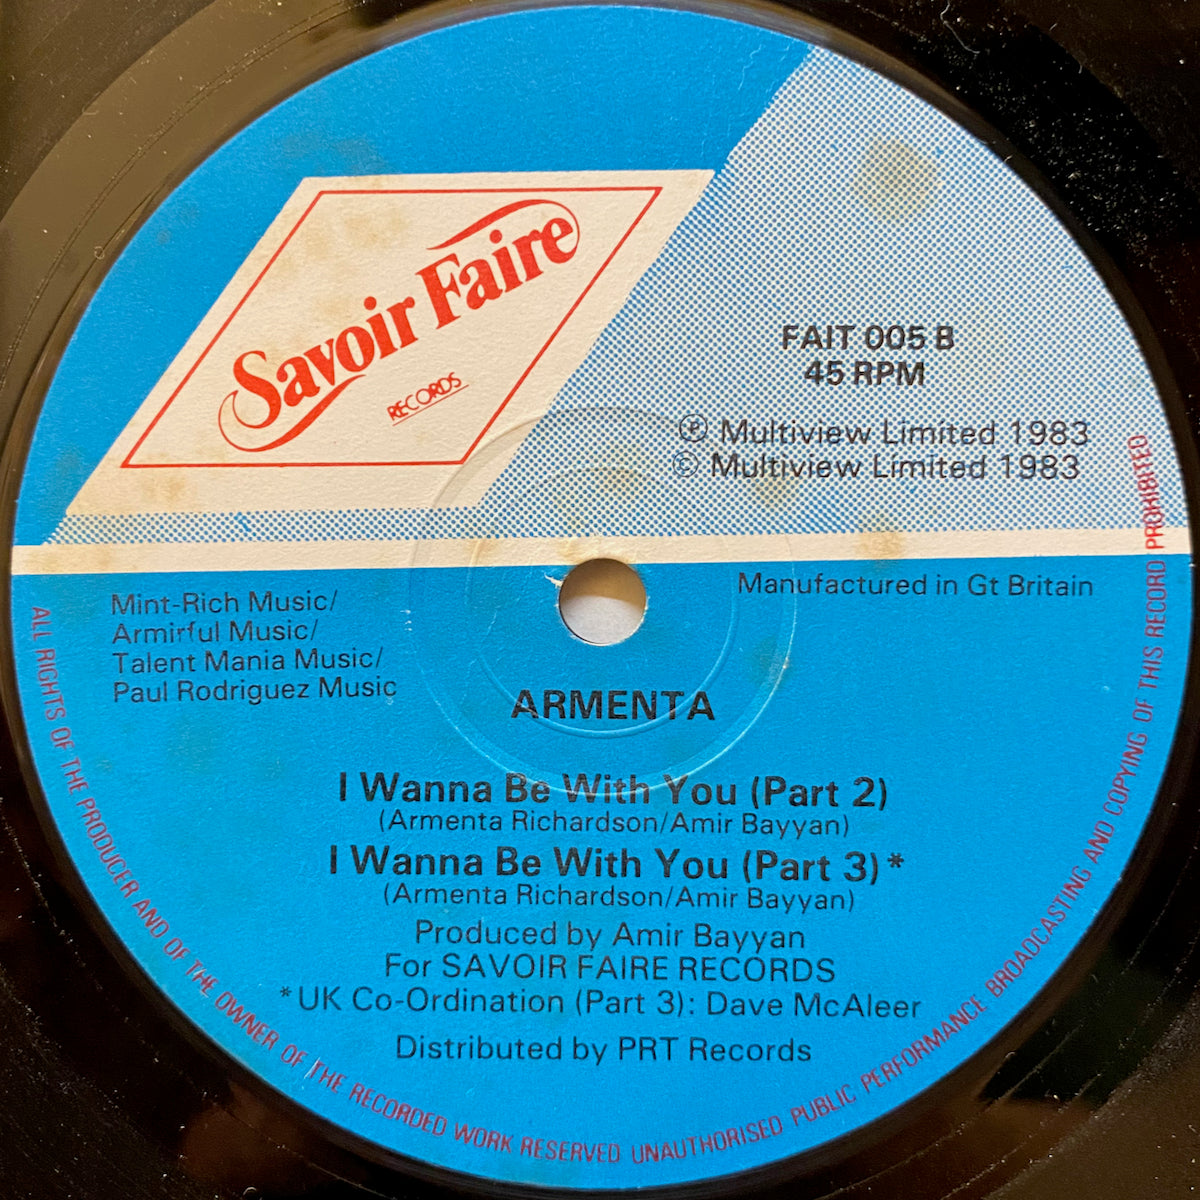 Savoir Faire
RECORDS
FAIT 005 B
45 RPM
Ⓟ Multiview Limited 1983
© Multiview Limited 1983
Manufactured in Gt Britain
Mint-Rich Music/
Armirful Music/
Talent Mania Music/
Paul Rodriguez Music
ARMENTA
I Wanna Be With You (Part 2)
(Armenta Richardson/Amir Bayyan)
I Wanna Be With You (Part 3)*
(Armenta Richardson/Amir Bayyan)
Produced by Amir Bayyan
For SAVOIR FAIRE RECORDS
*UK Co-Ordination (Part 3): Dave McAleer
Distributed by PRT Records
ALL RIGHTS OF THE PRODUCER AND OF THE OWNER OF THE RECORDED WORK RESERVED UNAUTHORISED PUBLIC PERFORMANCE BROADCASTING AND COPYING OF THIS RECORD PROHIBITED